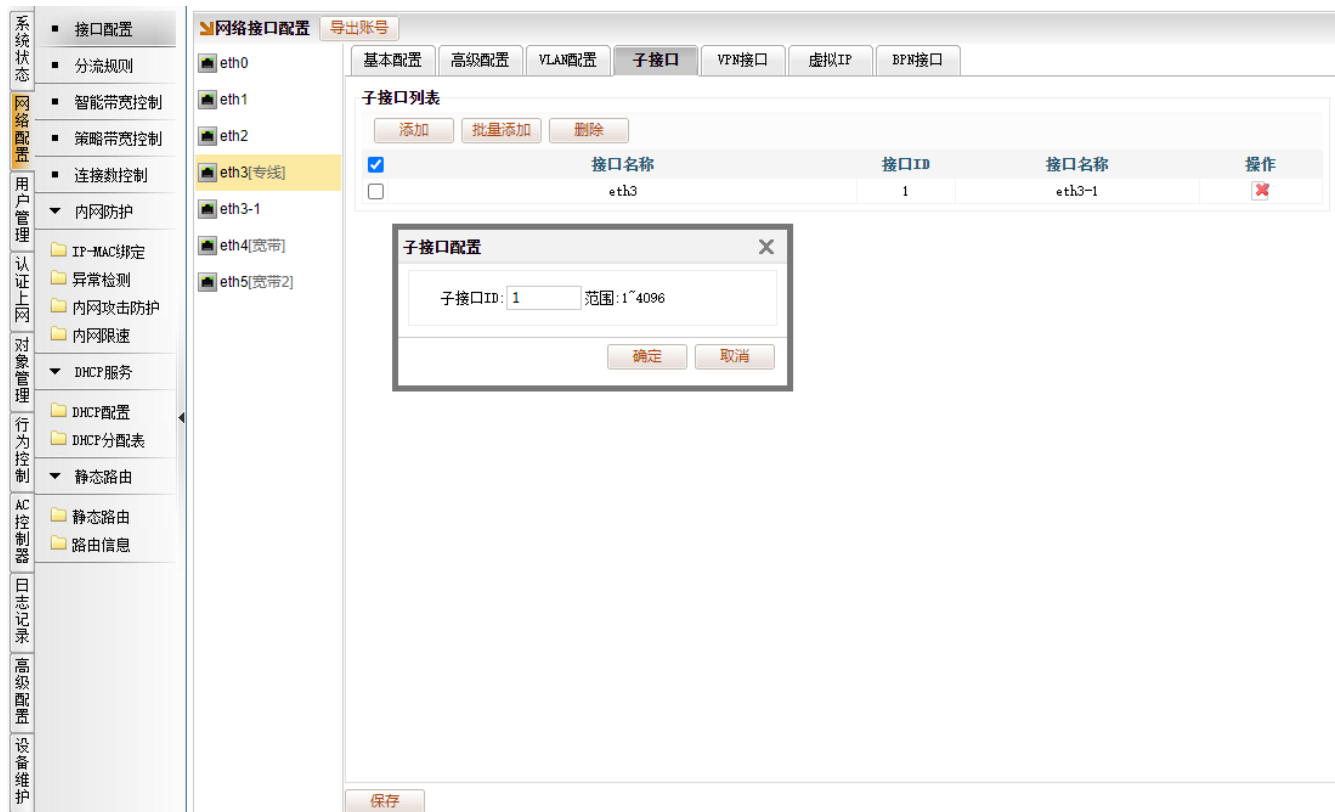 系统状态
网络配置
用户管理
认证上网
对象管理
行为控制
AC控制器
日志记录
高级配置
设备维护
接口配置
分流规则
智能带宽控制
策略带宽控制
连接数控制
内网防护
IP-MAC绑定
异常检测
内网攻击防护
内网限速
DHCP服务
DHCP配置
DHCP分配表
静态路由
静态路由
路由信息
网络接口配置 导出账号
eth0
eth1
eth2
eth3[专线]
eth3-1
eth4[宽带]
eth5[宽带2]
基本配置 高级配置 VLAN配置 子接口 VPN接口 虚拟IP BPN接口
子接口列表
添加 批量添加 删除
接口名称 接口ID 接口名称 操作
eth3 1 eth3-1
子接口配置
子接口ID: 1 范围:1~4096
确定 取消
保存